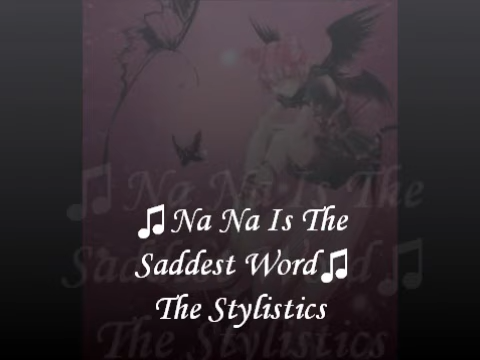 ♫ Na Na Is The
Saddest Word♫
The Stylistics